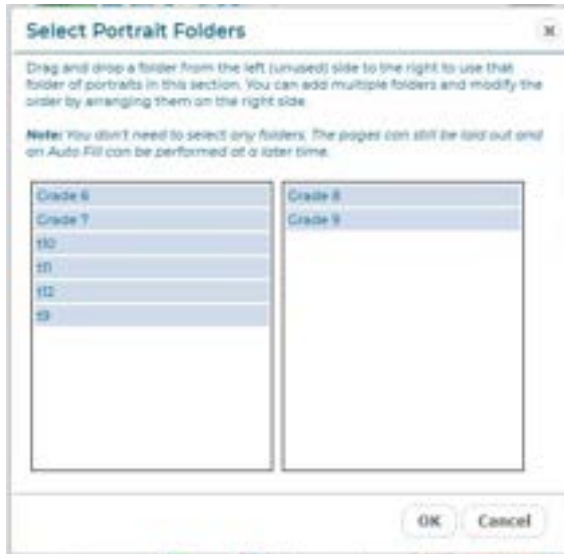 Select Portrait Folders
Drag and drop a folder from the left (unused) side to the right to use that
folder of portraits in this section. You can add multiple folders and modify the
order by arranging them on the right side
Note: You don't need to select any folders. The pages can still be laid out and
an Auto Fill can be performed at a later time.
Grade 6
Grade 7
t10
t11
t12
t9
Grade 8
Grade 9
OK
Cancel